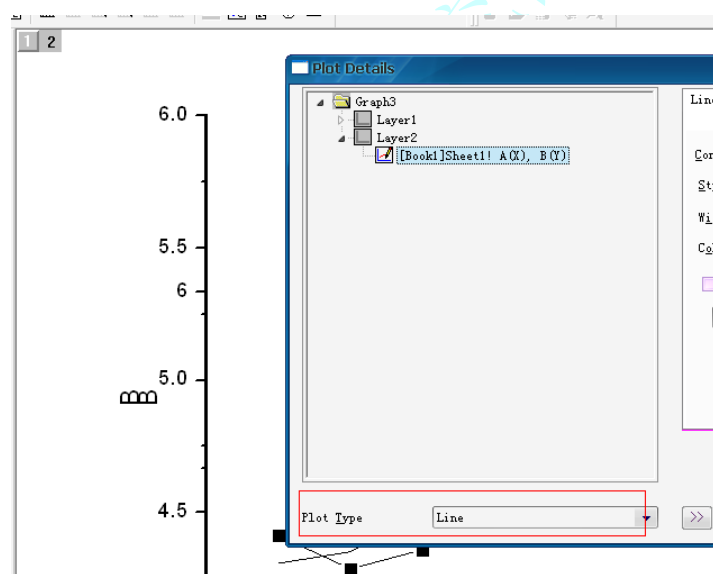 1 2
Plot Details
Graph3
Layer1
Layer2
[Book1]Sheet1! A(X), B(Y)
Plot Type Line
>>
6.0
5.5
6
5.0
4.5
B
B